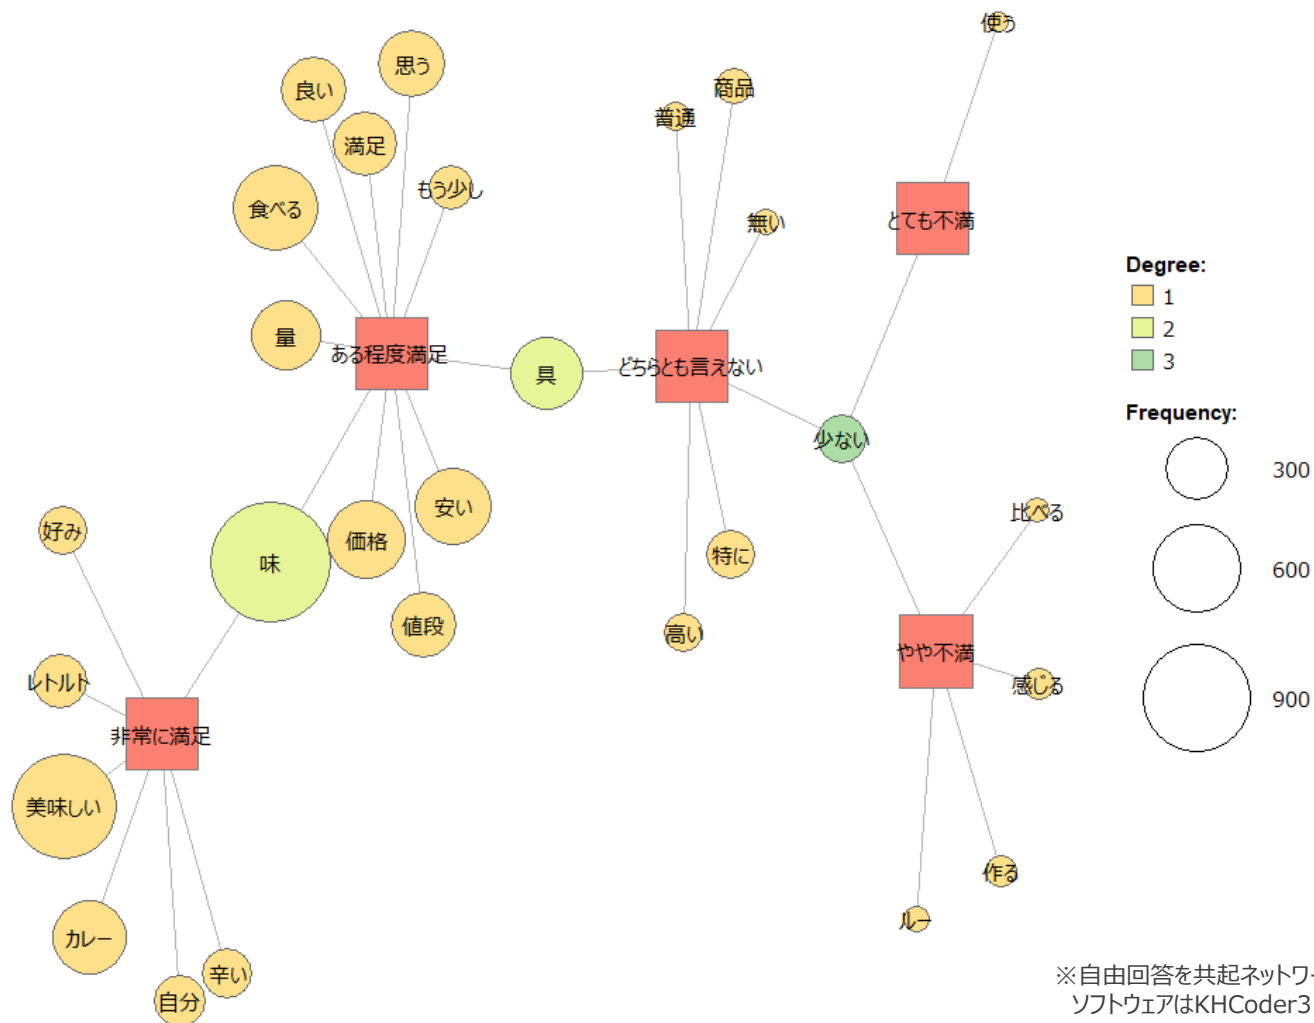 使う
思う
良い
商品
普通
満足
もう少し
食べる
無い
とても不満
量
ある程度満足
具
どちらとも言えない
少ない
安い
比べる
好み
味
価格
特に
値段
高い
やや不満
レトルト
感じる
非常に満足
美味しい
作る
ルー
カレー
辛い
自分
Degree:
1
2
3
Frequency:
300
600
900
※自由回答を共起ネットワー
ソフトウェアはKHCoder3